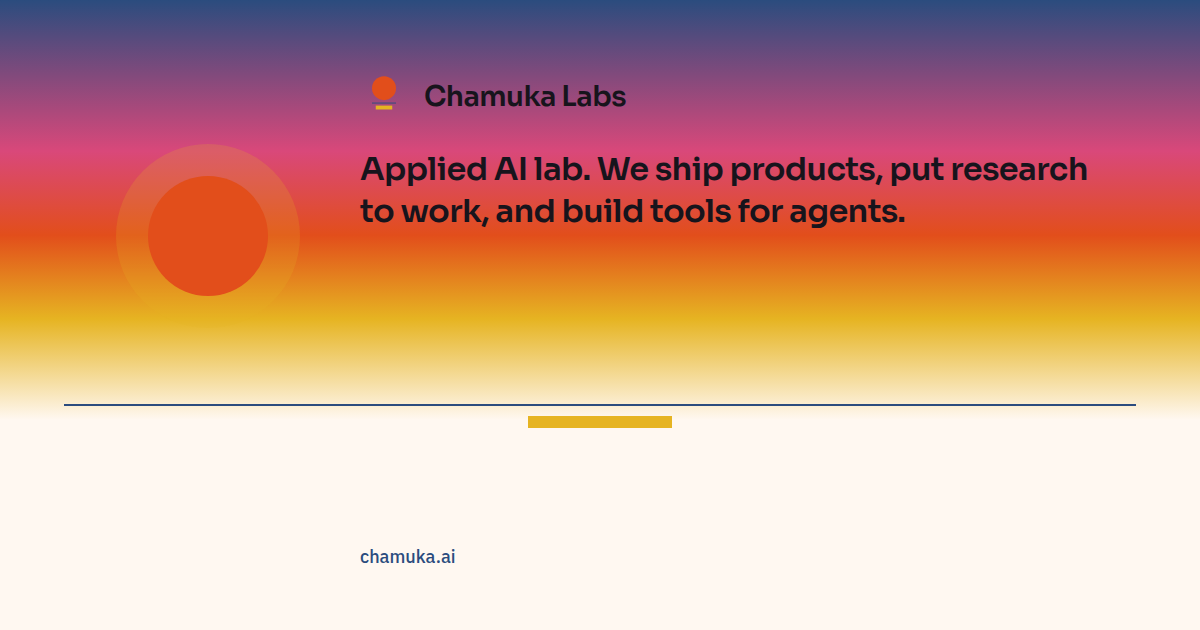 Chamuka Labs
Applied AI lab. We ship products, put research
to work, and build tools for agents.
chamuka.ai